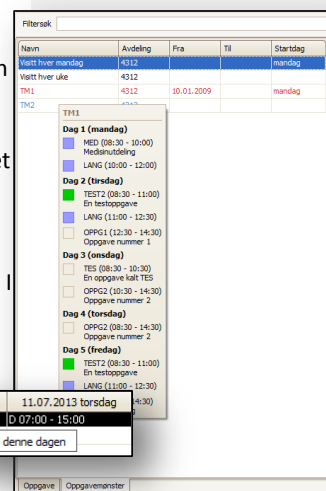 Filtersøk
Navn Avdeling Fra Til Startdag
Visitt hver mandag 4312 mandag
Visitt hver uke 4312
TM1 4312 10.01.2009 mandag
TM2 4312
TM1
Dag 1 (mandag)
MED (08:30 - 10:00)
Medisinutdeling
LANG (10:00 - 12:00)
Dag 2 (tirsdag)
TEST2 (08:30 - 11:00)
En testoppgave
LANG (11:00 - 12:30)
OPPG1 (12:30 - 14:30)
Oppgave nummer 1
Dag 3 (onsdag)
TES (08:30 - 10:30)
En oppgave kalt TES
OPPG2 (10:30 - 14:30)
Oppgave nummer 2
Dag 4 (torsdag)
OPPG2 (08:30 - 14:30)
Oppgave nummer 2
Dag 5 (fredag)
TEST2 (08:30 - 11:00)
En testoppgave
LANG (11:00 - 12:30)
14:30)
11.07.2013 torsdag
D 07:00 - 15:00
denne dagen
Oppgave Oppgavemønster